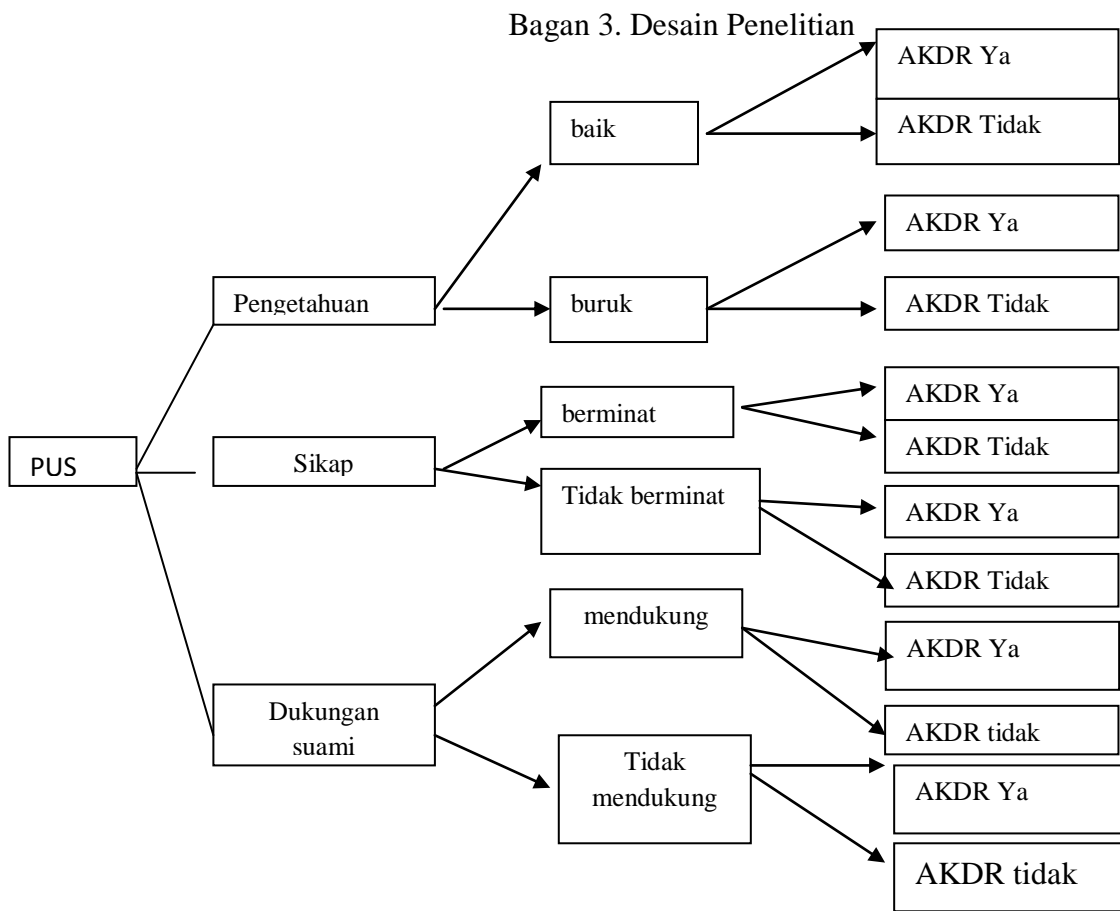 Bagan 3. Desain Penelitian
AKDR Ya
baik
AKDR Tidak
AKDR Ya
Pengetahuan
buruk
AKDR Tidak
berminat
AKDR Ya
AKDR Tidak
PUS
Sikap
Tidak berminat
AKDR Ya
AKDR Tidak
mendukung
AKDR Ya
Dukungan
suami
AKDR tidak
Tidak
mendukung
AKDR Ya
AKDR tidak